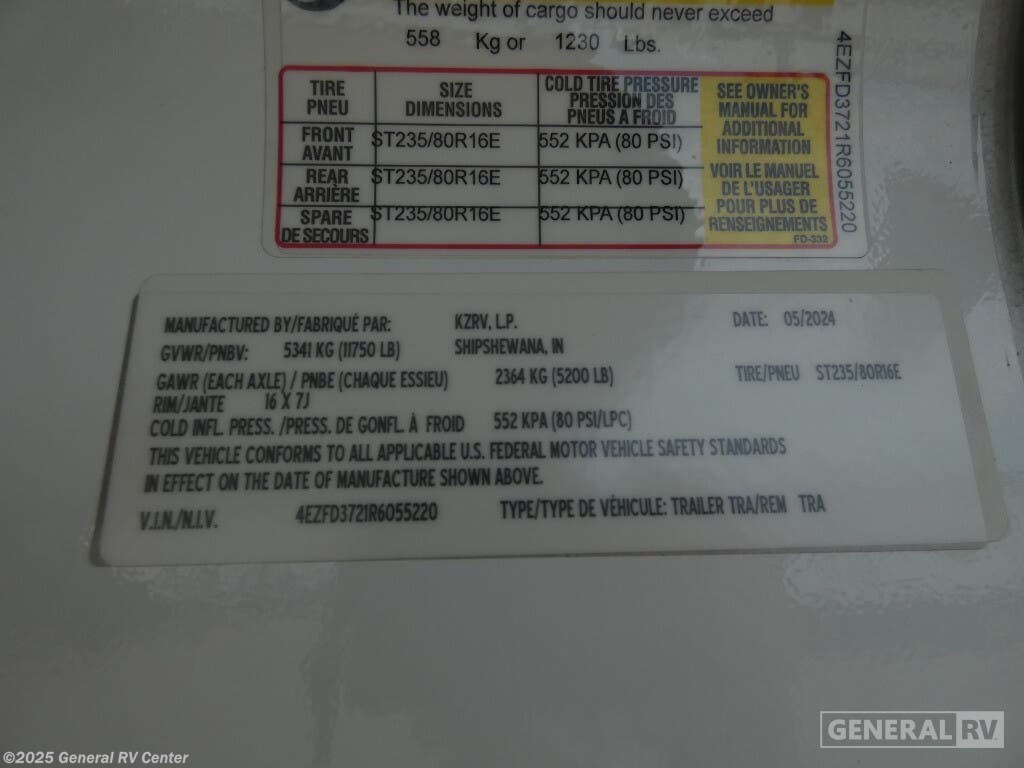 The weight of cargo should never exceed
558 Kg or 1230 Lbs.
4EZFD3721R6055220
TIRE PNEU
SIZE DIMENSIONS
COLD TIRE PRESSURE PRESSION DES PNEUS A FROID
SEE OWNER'S
MANUAL FOR
ADDITIONAL
INFORMATION
VOIR LE MANUEL
DE L'USAGER
POUR PLUS DE
RENSEIGNEMENTS
FD-332
FRONT AVANT ST235/80R16E 552 KPA (80 PSI)
REAR ARRIÈRE ST235/80R16E 552 KPA (80 PSI)
SPARE DE SECOURS ST235/80R16E 552 KPA (80 PSI)
MANUFACTURED BY/FABRIQUÉ PAR: KZRV, L.P. DATE: 05/2024
GVWR/PNBV: 5341 KG (11750 LB) SHIPSHEWANA, IN
GAWR (EACH AXLE) / PNBE (CHAQUE ESSIEU) 2364 KG (5200 LB) TIRE/PNEU ST235/80R16E
RIM/JANTE 16 X 7J
COLD INFL. PRESS. /PRESS. DE GONFL. À FROID 552 KPA (80 PSI/LPC)
THIS VEHICLE CONFORMS TO ALL APPLICABLE U.S. FEDERAL MOTOR VEHICLE SAFETY STANDARDS
IN EFFECT ON THE DATE OF MANUFACTURE SHOWN ABOVE.
V.I.N./N.I.V. 4EZFD3721R6055220 TYPE/TYPE DE VÉHICULE: TRAILER TRA/REM TRA
GENERAL RV
©2025 General RV Center